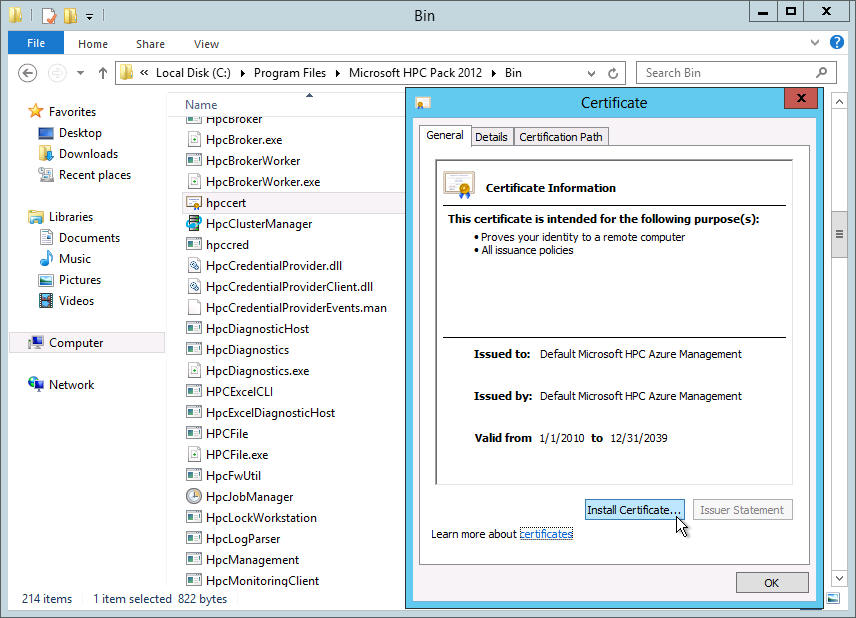 Bin
File
Home
Share
View
« Local Disk (C:) Program Files Microsoft HPC Pack 2012 Bin
Search Bin
Favorites
Desktop
Downloads
Recent places
Libraries
Documents
Music
Pictures
Videos
Computer
Network
Name
HpcBroker
HpcBroker.exe
HpcBrokerWorker
HpcBrokerWorker.exe
hpccert
HpcClusterManager
hpccred
HpcCredentialProvider.dll
HpcCredentialProviderClient.dll
HpcCredentialProviderEvents.man
HpcDiagnosticHost
HpcDiagnostics
HpcDiagnostics.exe
HPCExcelCLI
HpcExcelDiagnosticHost
HPCFile
HPCFile.exe
HpcFwUtil
HpcJobManager
HpcLockWorkstation
HpcLogParser
HpcManagement
HpcMonitoringClient
214 items 1 item selected 822 bytes
Certificate
General
Details
Certification Path
Certificate Information
This certificate is intended for the following purpose(s):
• Proves your identity to a remote computer
• All issuance policies
Issued to: Default Microsoft HPC Azure Management
Issued by: Default Microsoft HPC Azure Management
Valid from 1/1/2010 to 12/31/2039
Install Certificate...
Issuer Statement
Learn more about certificates
OK